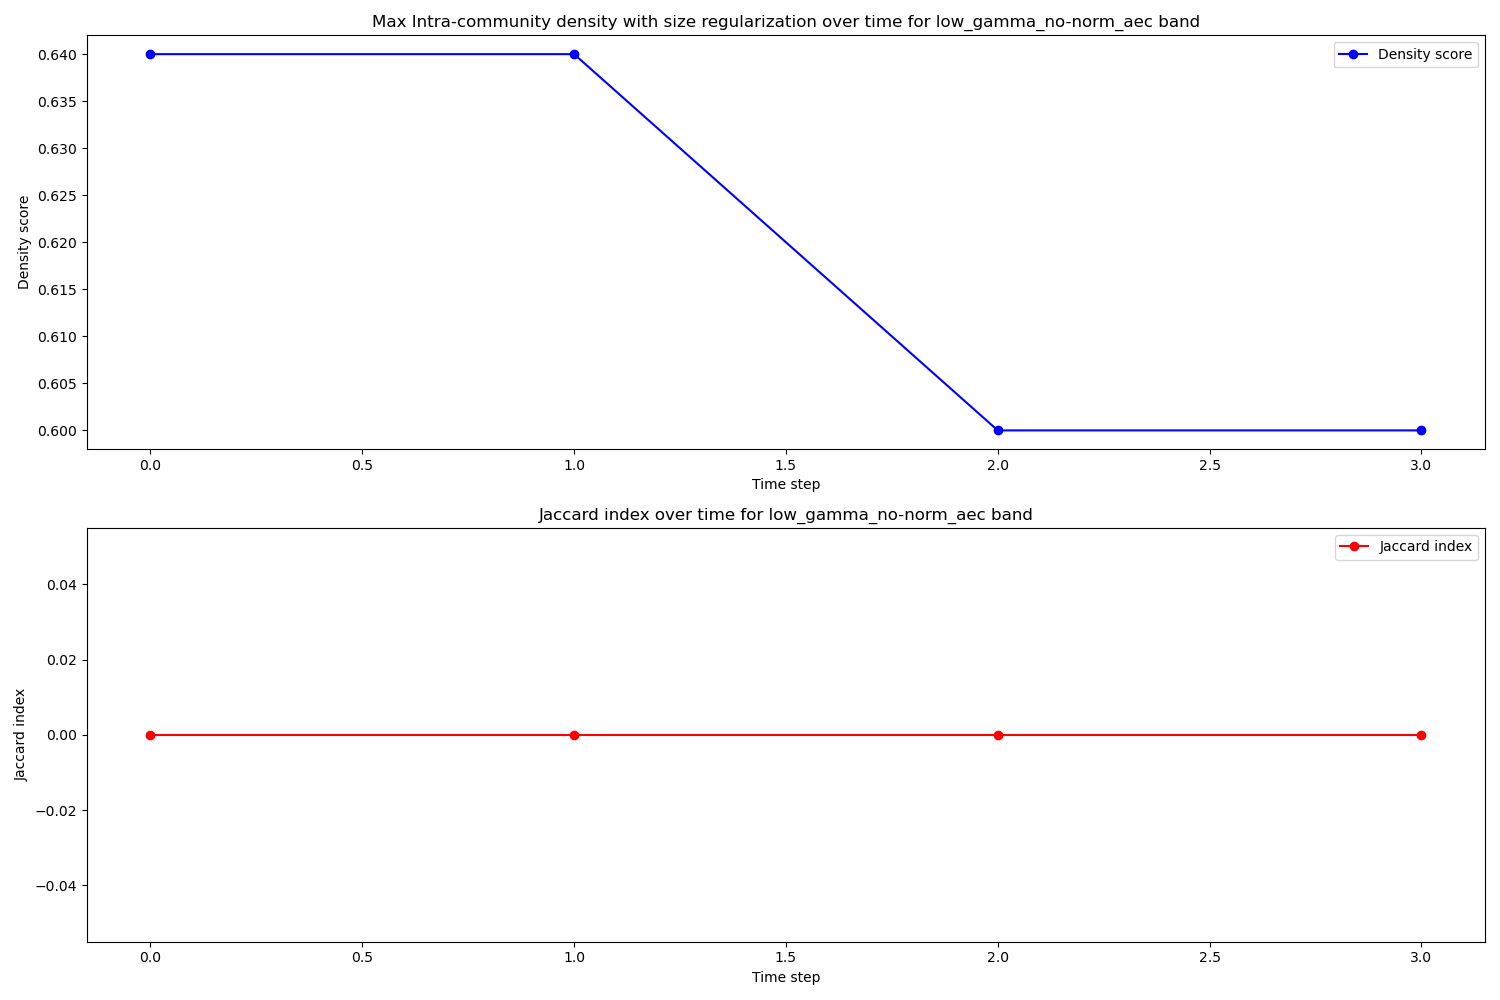 Max Intra-community density with size regularization over time for low_gamma_no-norm_aec band
Density score
0.640
0.635
0.630
0.625
0.620
0.615
0.610
0.605
0.600
Density score
0.0 0.5 1.0 1.5 2.0 2.5 3.0
Time step
Jaccard index over time for low_gamma_no-norm_aec band
Jaccard index
0.04
0.02
0.00
−0.02
−0.04
Jaccard index
0.0 0.5 1.0 1.5 2.0 2.5 3.0
Time step